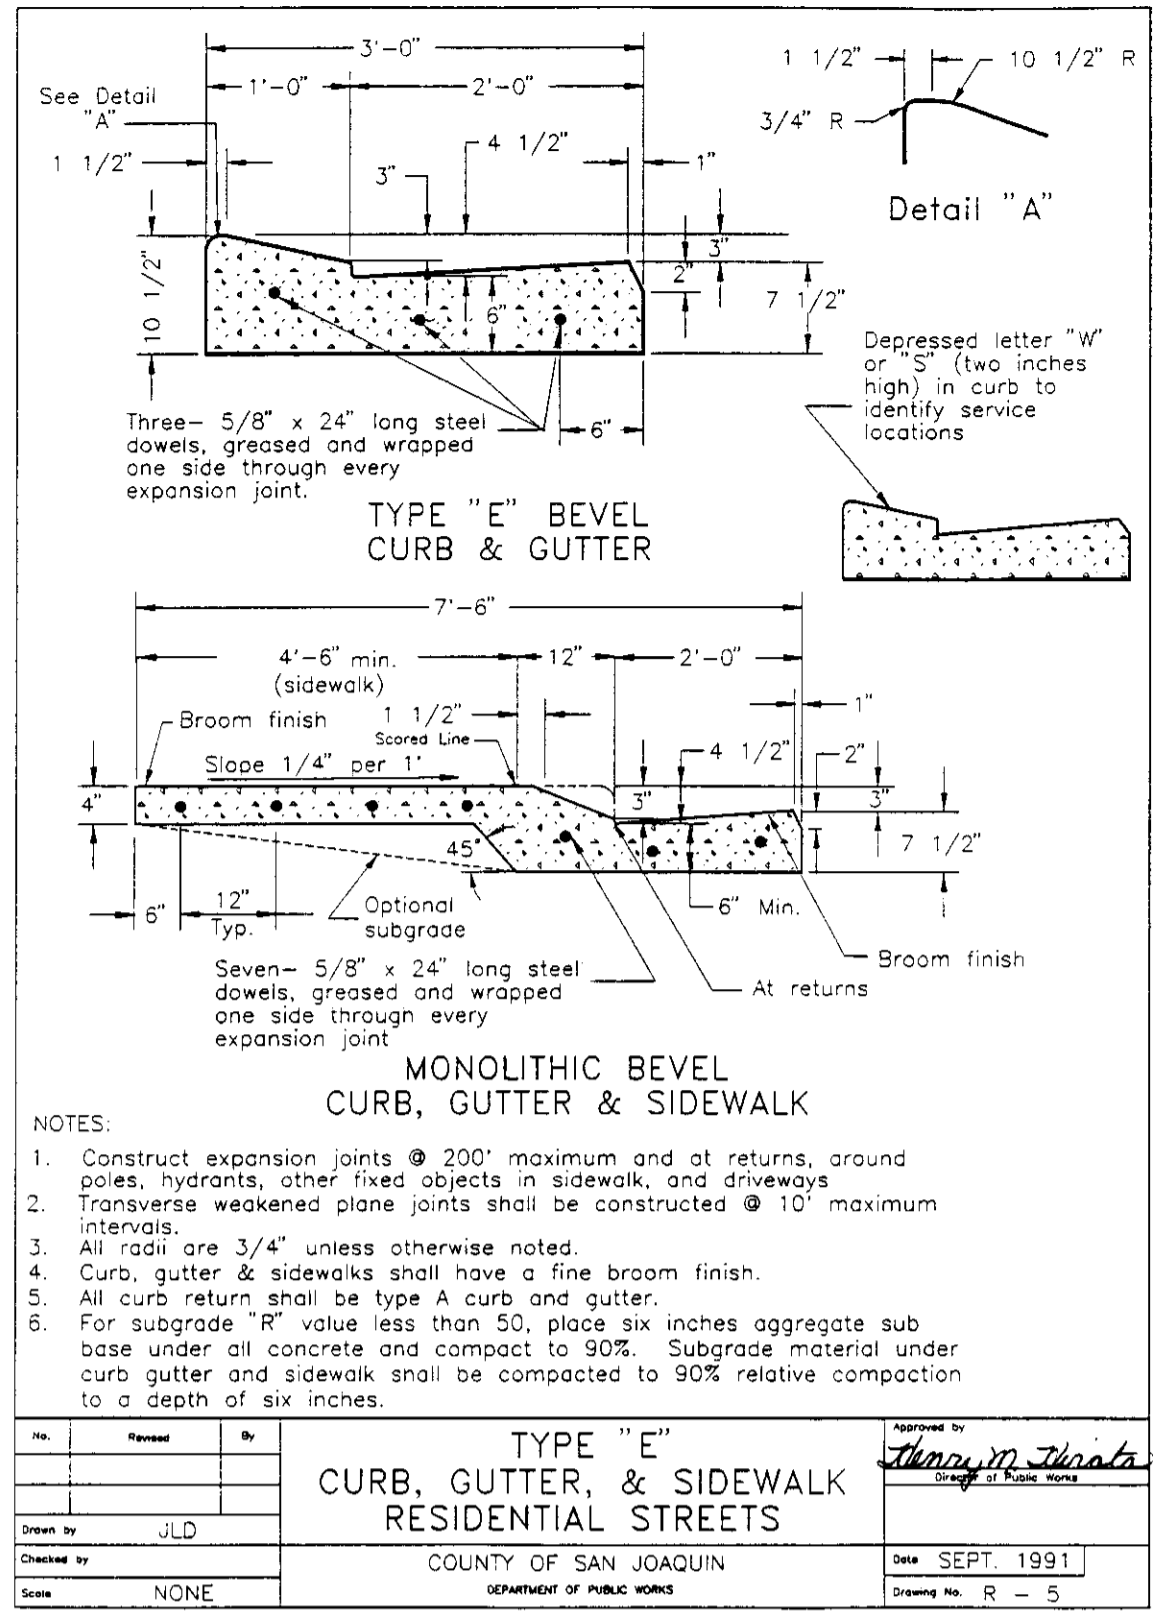 3'-0"
1'-0"
2'-0"
See Detail
"A"
1 1/2"
3"
4 1/2"
1"
10 1/2"
3"
2"
7 1/2"
6"
6"
Three- 5/8" x 24" long steel
dowels, greased and wrapped
one side through every
expansion joint.
TYPE "E" BEVEL
CURB & GUTTER
1 1/2"
10 1/2" R
3/4" R
Detail "A"
Depressed letter "W"
or "S" (two inches
high) in curb to
identify service
locations
7'-6"
4'-6" min.
(sidewalk)
12"
2'-0"
1"
Broom finish
1 1/2"
Scored Line
4 1/2"
2"
Slope 1/4" per 1'
4"
3"
3"
7 1/2"
45°
6"
12"
Typ.
Optional
subgrade
6" Min.
Broom finish
At returns
Seven- 5/8" x 24" long steel
dowels, greased and wrapped
one side through every
expansion joint
MONOLITHIC BEVEL
CURB, GUTTER & SIDEWALK
NOTES:
1. Construct expansion joints @ 200' maximum and at returns, around
poles, hydrants, other fixed objects in sidewalk, and driveways
2. Transverse weakened plane joints shall be constructed @ 10' maximum
intervals.
3. All radii are 3/4" unless otherwise noted.
4. Curb, gutter & sidewalks shall have a fine broom finish.
5. All curb return shall be type A curb and gutter.
6. For subgrade "R" value less than 50, place six inches aggregate sub
base under all concrete and compact to 90%. Subgrade material under
curb gutter and sidewalk shall be compacted to 90% relative compaction
to a depth of six inches.
No. Revised By
Drawn by JLD
Checked by
Scale NONE
TYPE "E"
CURB, GUTTER, & SIDEWALK
RESIDENTIAL STREETS
COUNTY OF SAN JOAQUIN
DEPARTMENT OF PUBLIC WORKS
Approved by
Henry M. Hirata
Director of Public Works
Date SEPT. 1991
Drawing No. R - 5